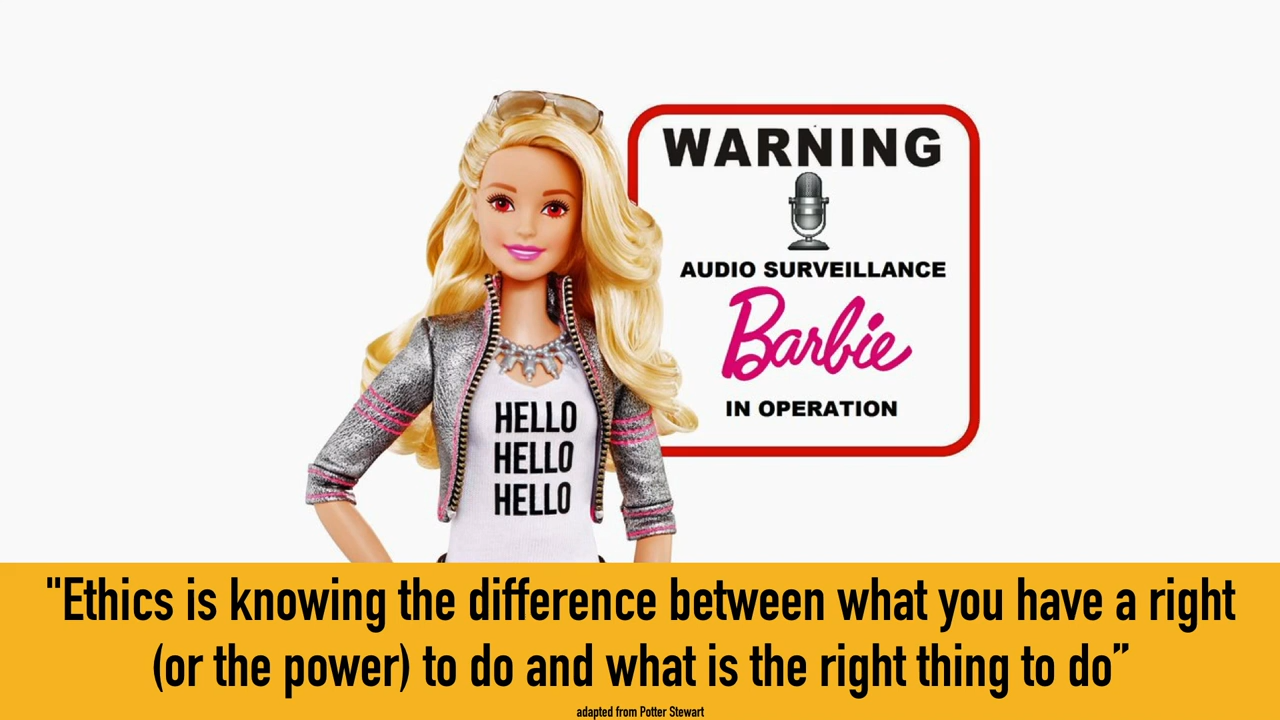 WARNING
AUDIO SURVEILLANCE
Barbie
IN OPERATION
HELLO
HELLO
HELLO
"Ethics is knowing the difference between what you have a right
(or the power) to do and what is the right thing to do”
adapted from Potter Stewart